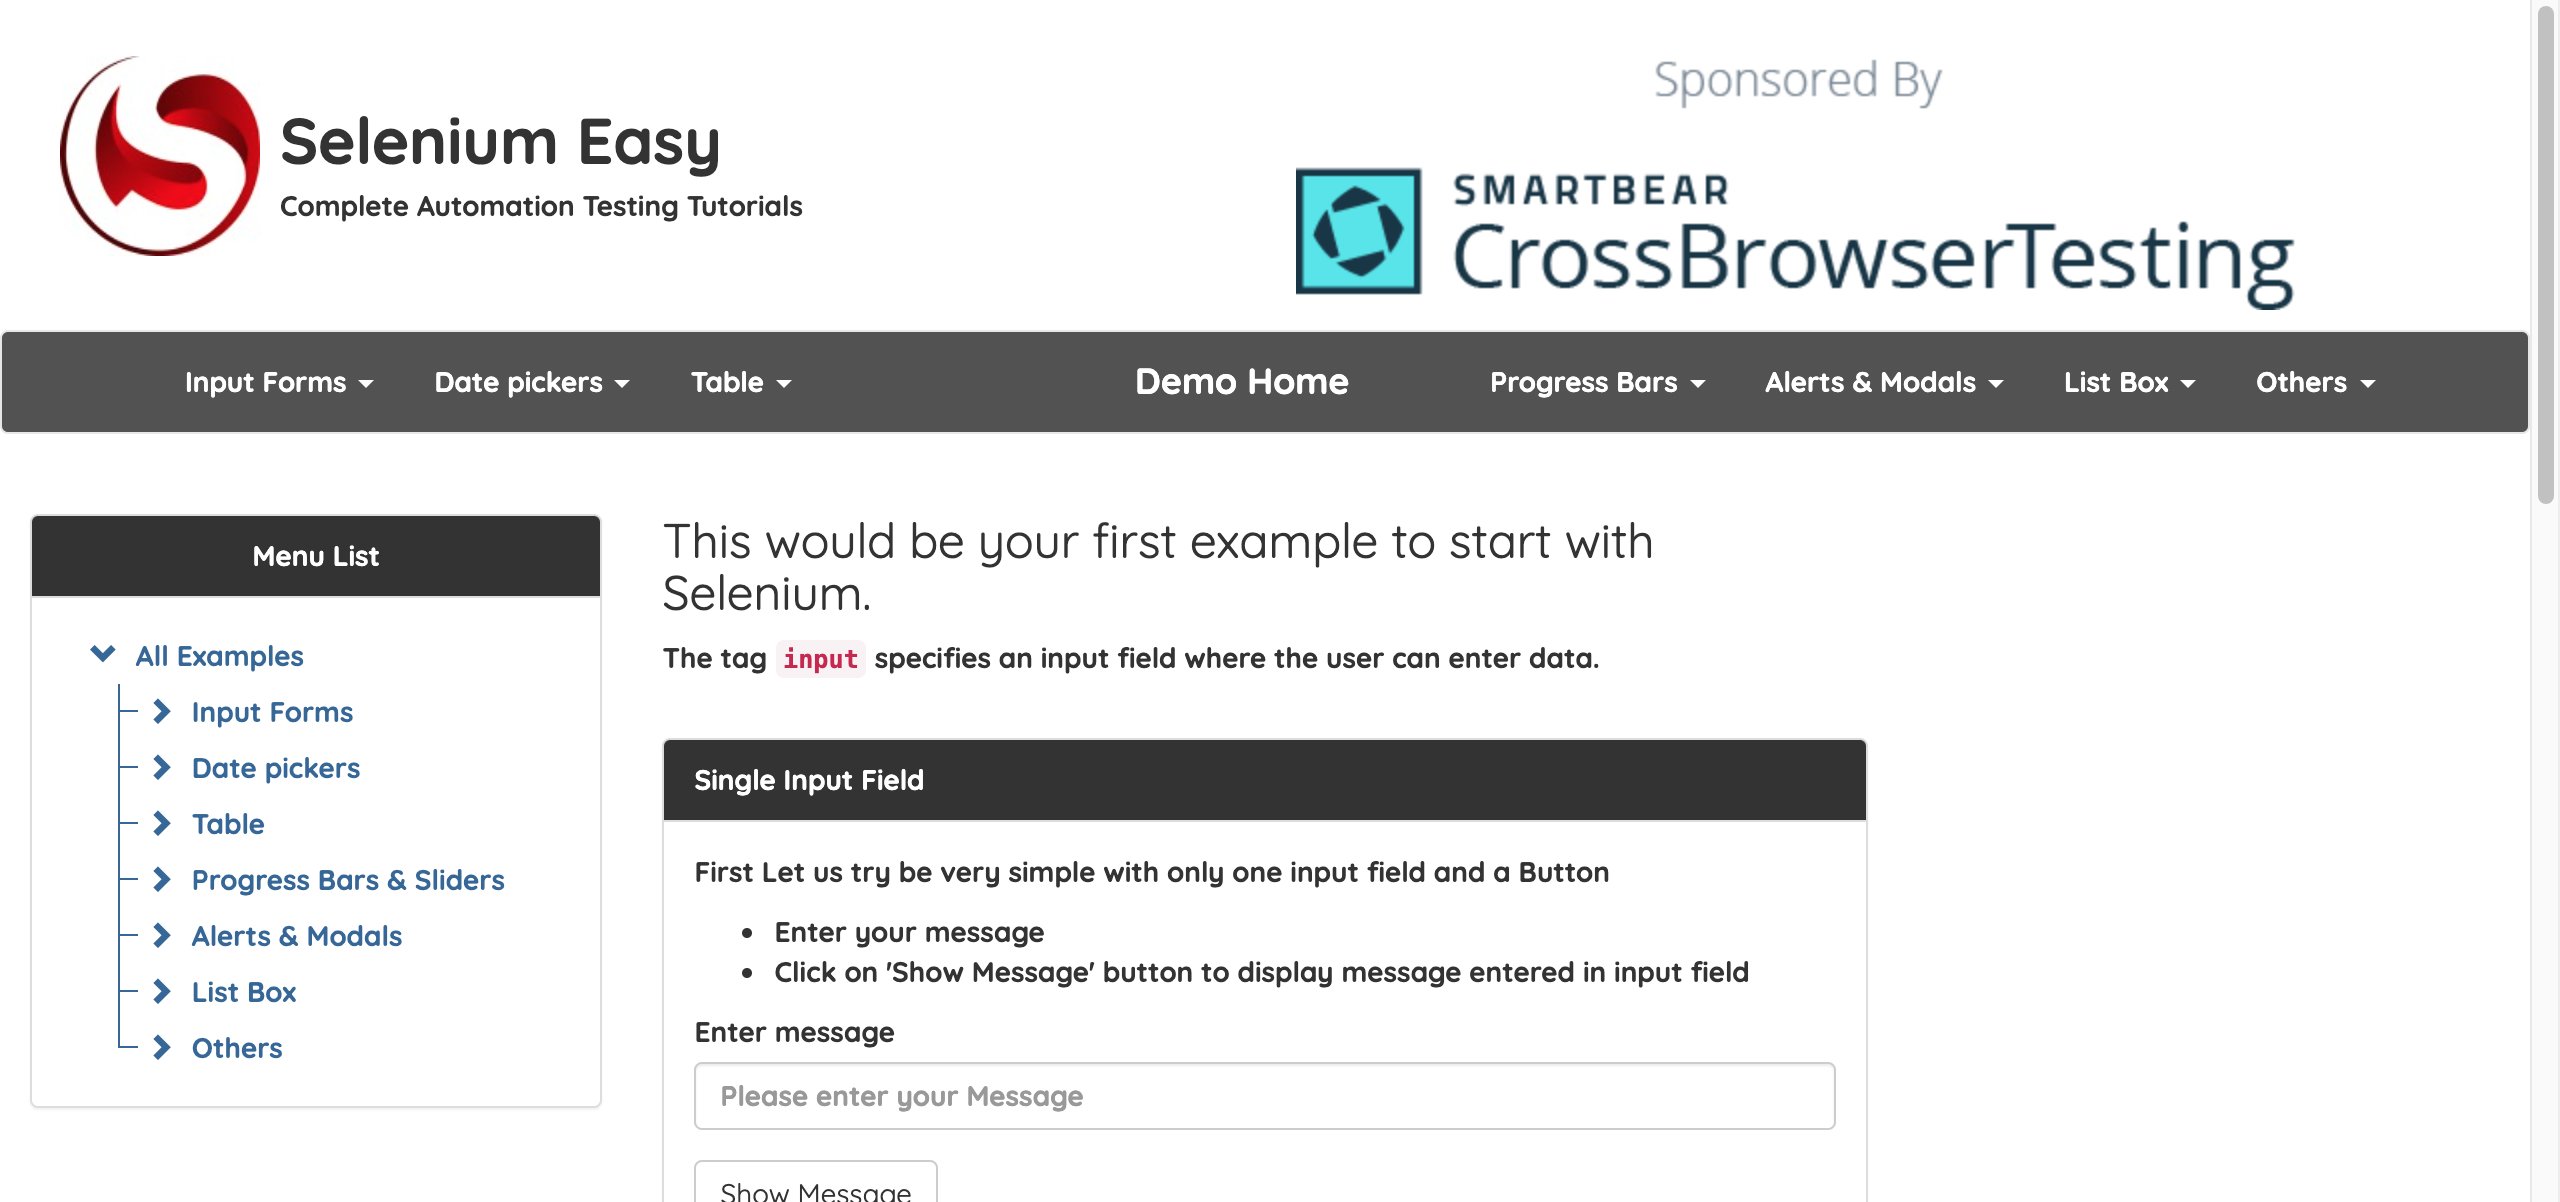 Selenium Easy
Complete Automation Testing Tutorials
Sponsored By
SMARTBEAR
CrossBrowserTesting
Input Forms
Date pickers
Table
Demo Home
Progress Bars
Alerts & Modals
List Box
Others
Menu List
All Examples
Input Forms
Date pickers
Table
Progress Bars & Sliders
Alerts & Modals
List Box
Others
This would be your first example to start with
Selenium.
The tag input specifies an input field where the user can enter data.
Single Input Field
First Let us try be very simple with only one input field and a Button
Enter your message
Click on 'Show Message' button to display message entered in input field
Enter message
Please enter your Message
Show Message